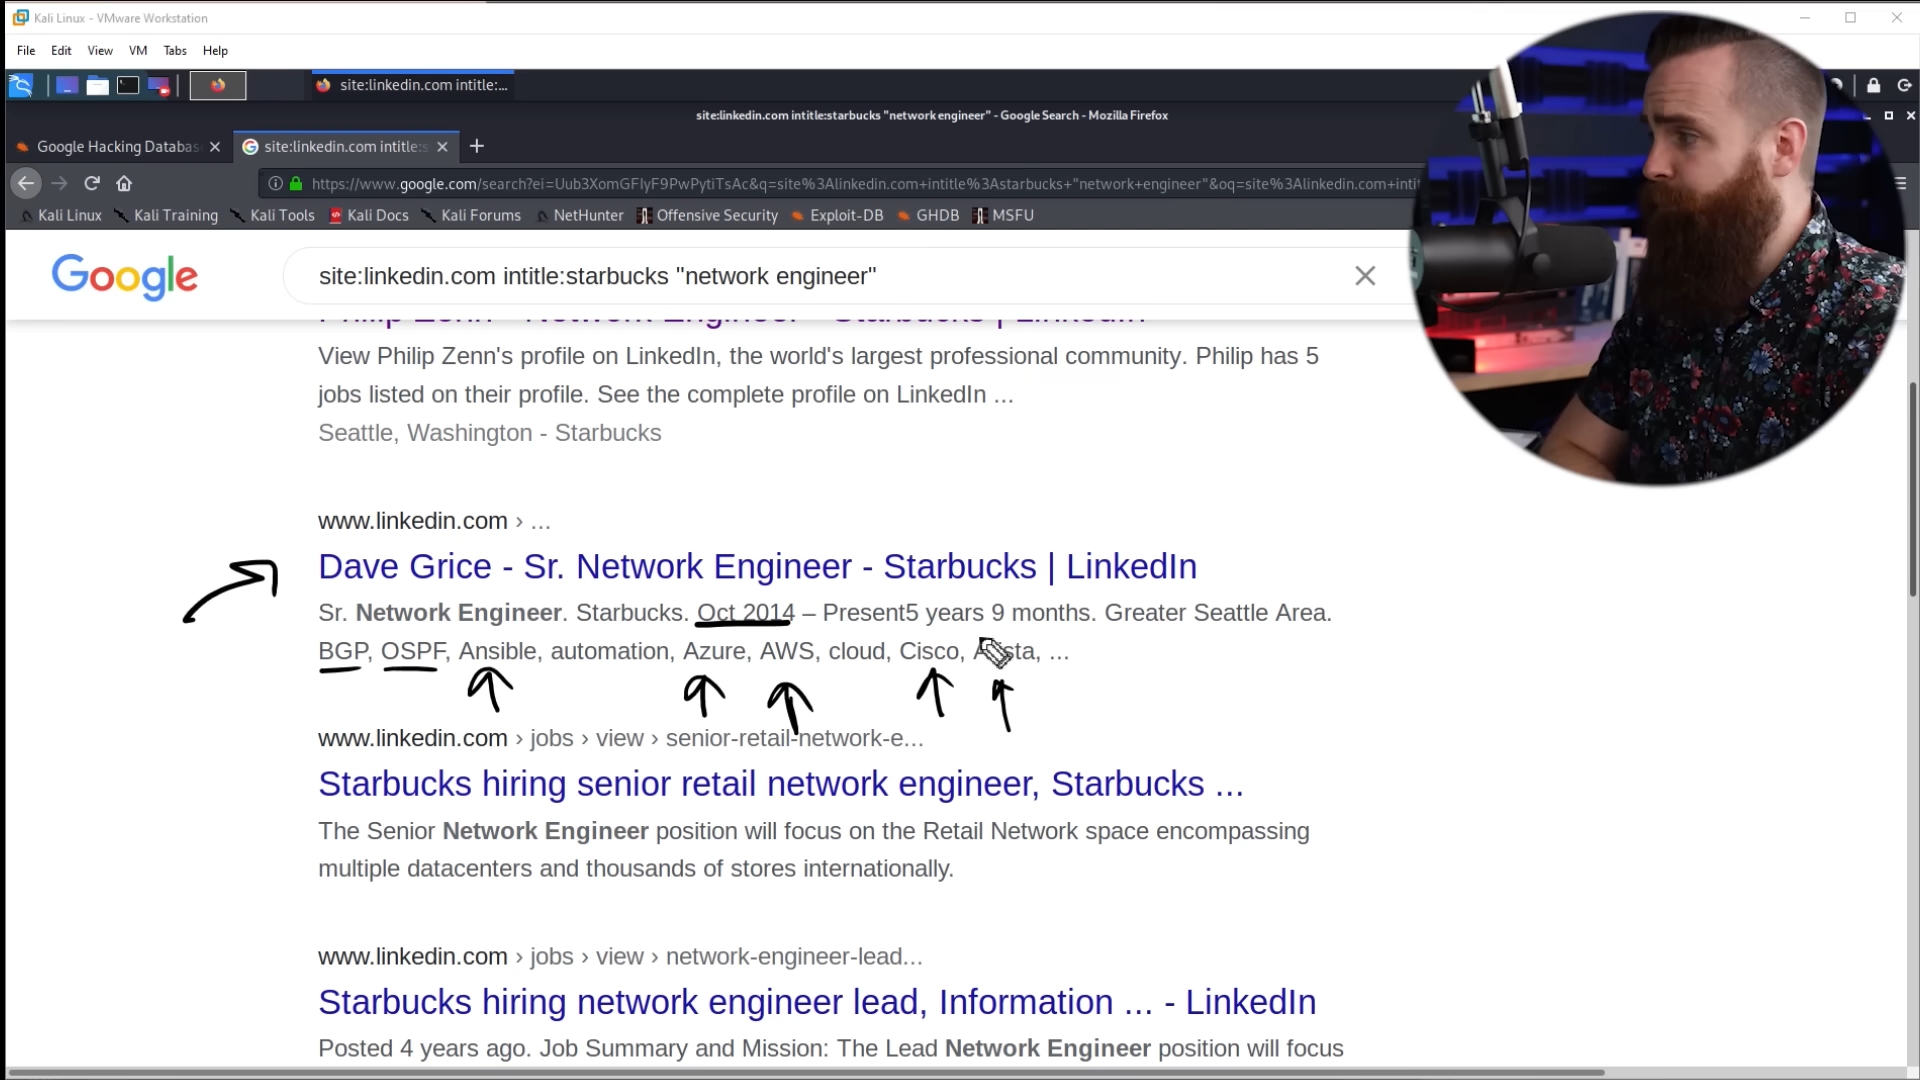 Kali Linux - VMware Workstation
File Edit View VM Tabs Help
site:linkedin.com intitle:...
site:linkedin.com intitle:starbucks "network engineer" - Google Search - Mozilla Firefox
Google Hacking Databas
site:linkedin.com intitle:s
https://www.google.com/search?ei=Uub3XomGFIyF9PwPytiTsAc&q=site%3Alinkedin.com+intitle%3Astarbucks+"network+engineer"&oq=site%3Alinkedin.com+inti
Kali Linux Kali Training Kali Tools Kali Docs Kali Forums NetHunter Offensive Security Exploit-DB GHDB MSFU
Google
site:linkedin.com intitle:starbucks "network engineer"
Philip Zenn - Network Engineer - Starbucks | LinkedIn
View Philip Zenn's profile on LinkedIn, the world's largest professional community. Philip has 5
jobs listed on their profile. See the complete profile on LinkedIn ...
Seattle, Washington - Starbucks
www.linkedin.com › ...
Dave Grice - Sr. Network Engineer - Starbucks | LinkedIn
Sr. Network Engineer. Starbucks. Oct 2014 – Present5 years 9 months. Greater Seattle Area.
BGP, OSPF, Ansible, automation, Azure, AWS, cloud, Cisco, Arista, ...
www.linkedin.com › jobs › view › senior-retail-network-e...
Starbucks hiring senior retail network engineer, Starbucks ...
The Senior Network Engineer position will focus on the Retail Network space encompassing
multiple datacenters and thousands of stores internationally.
www.linkedin.com › jobs › view › network-engineer-lead...
Starbucks hiring network engineer lead, Information ... - LinkedIn
Posted 4 years ago. Job Summary and Mission: The Lead Network Engineer position will focus